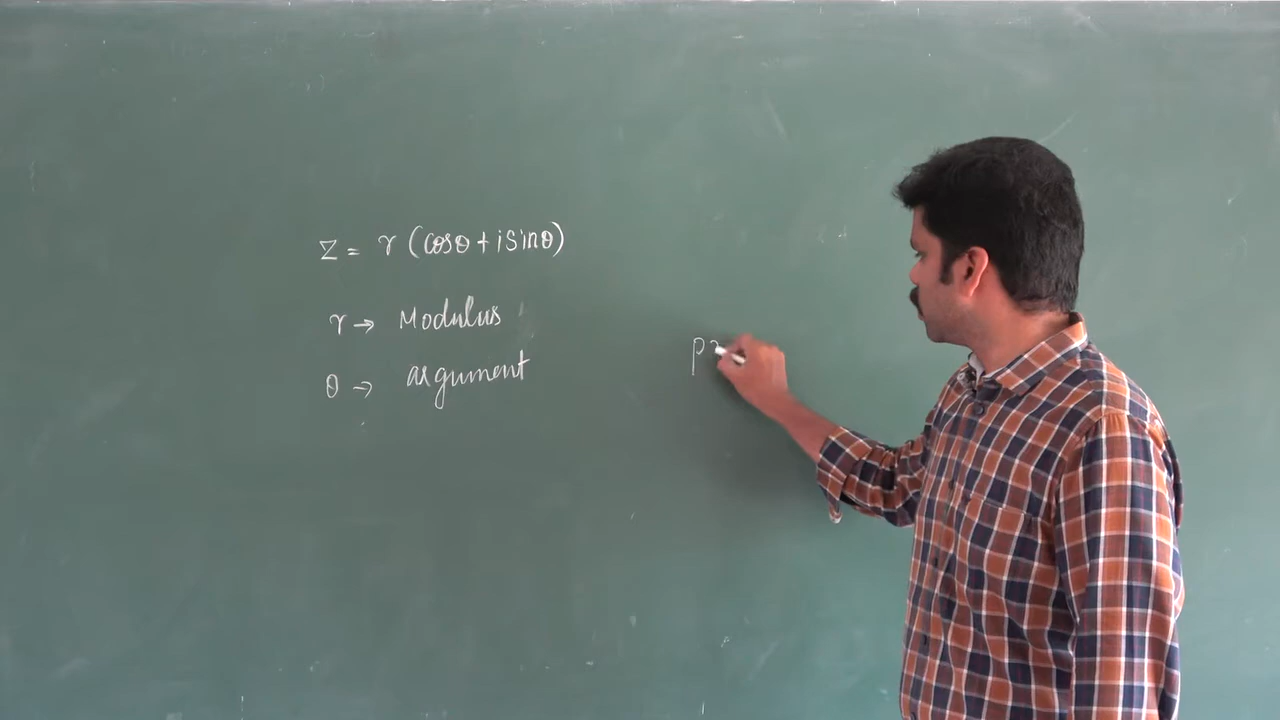 z = r (cosθ + i sinθ)
r → Modulus
θ → argument